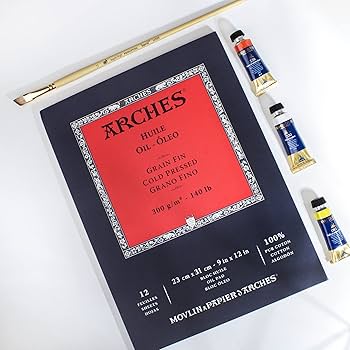 ARCHES
ARCHES®
HUILE
OIL - ÓLEO
GRAIN FIN
COLD PRESSED
GRANO FINO
300 g/m² - 140 lb
12
FEUILLES
SHEETS
HOJAS
23 cm x 31 cm - 9 in x 12 in
BLOC HUILE
OIL PAD
BLOC ÓLEO
100%
PUR COTON
COTTON
ALGODÓN
MOVLIN À PAPIER D'ARCHES®